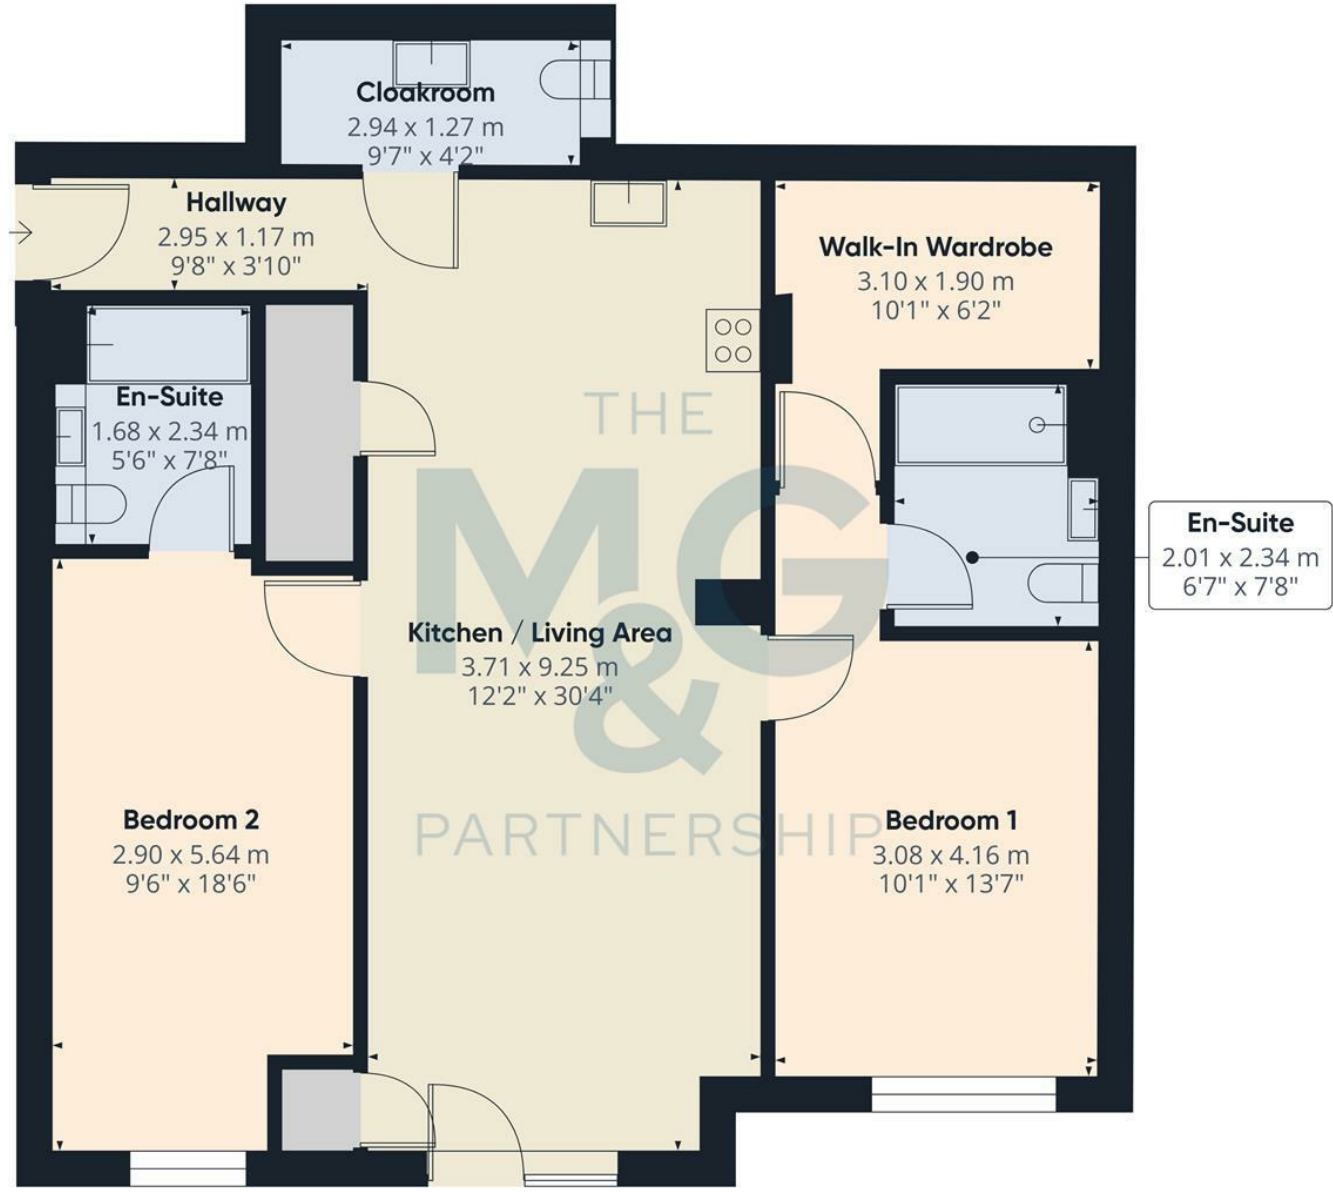 Cloakroom
2.94 x 1.27 m
9'7" x 4'2"
Hallway
2.95 x 1.17 m
9'8" x 3'10"
Walk-In Wardrobe
3.10 x 1.90 m
10'1" x 6'2"
En-Suite
1.68 x 2.34 m
5'6" x 7'8"
THE
M&G
PARTNERSHIP
En-Suite
2.01 x 2.34 m
6'7" x 7'8"
Kitchen / Living Area
3.71 x 9.25 m
12'2" x 30'4"
Bedroom 2
2.90 x 5.64 m
9'6" x 18'6"
Bedroom 1
3.08 x 4.16 m
10'1" x 13'7"